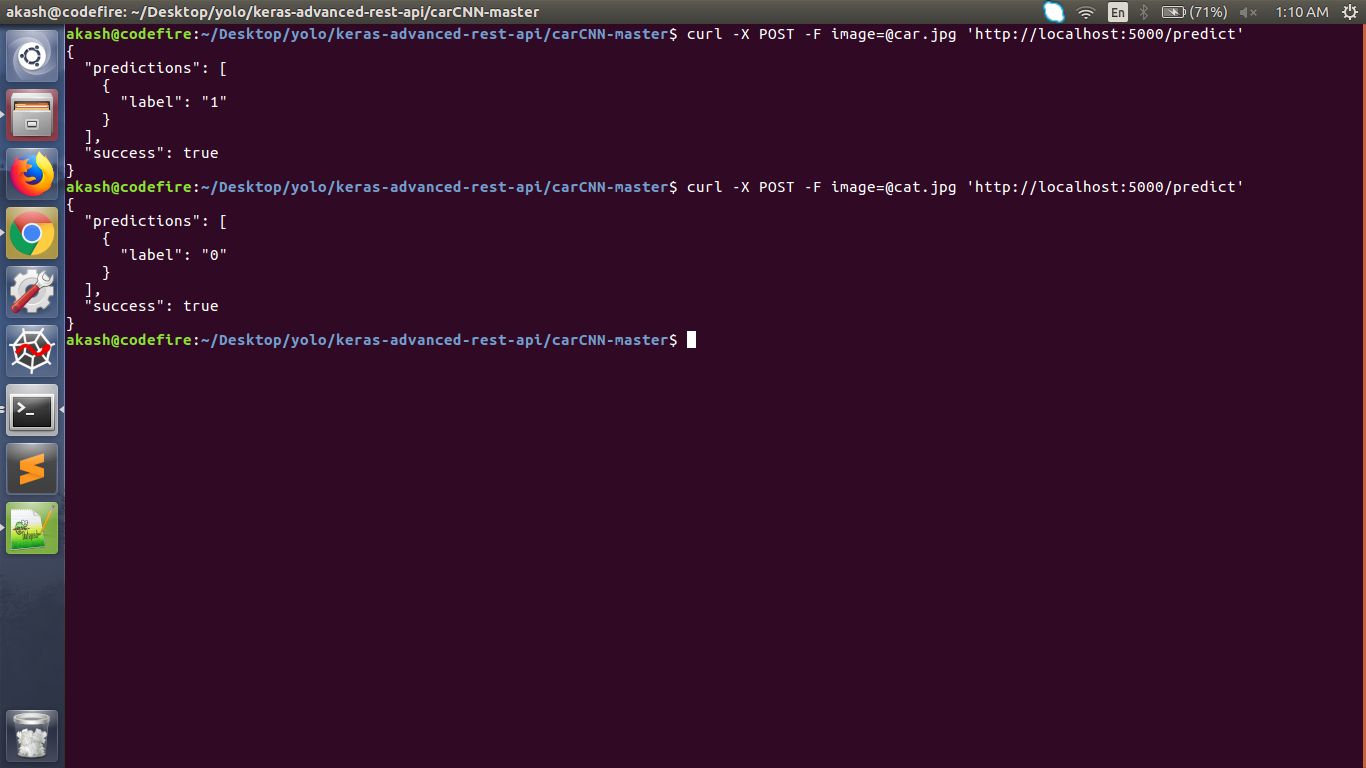 akash@codefire: ~/Desktop/yolo/keras-advanced-rest-api/carCNN-master En (71%) 1:10 AM
akash@codefire:~/Desktop/yolo/keras-advanced-rest-api/carCNN-master$ curl -X POST -F image=@car.jpg 'http://localhost:5000/predict'
{
  "predictions": [
    {
      "label": "1"
    }
  ],
  "success": true
}
akash@codefire:~/Desktop/yolo/keras-advanced-rest-api/carCNN-master$ curl -X POST -F image=@cat.jpg 'http://localhost:5000/predict'
{
  "predictions": [
    {
      "label": "0"
    }
  ],
  "success": true
}
akash@codefire:~/Desktop/yolo/keras-advanced-rest-api/carCNN-master$